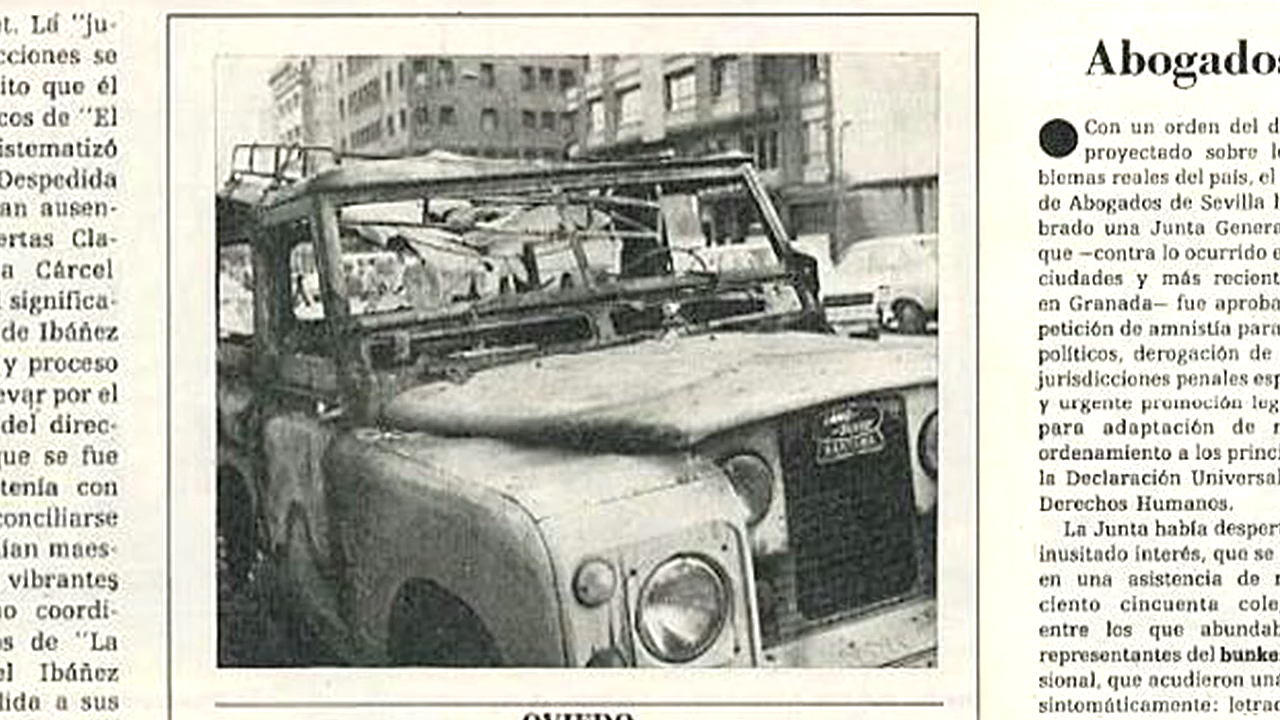 t. La "ju-
cciones se
ito que él
cos de "El
istematizó
Despedida
an ausen-
ertas Cla-
a Cárcel
significa-
de Ibáñez
y proceso
evar por el
del direc-
que se fue
tenía con
conciliarse
ían maes-
vibrantes
no coordi-
os de "La
el Ibáñez
lida a sus
OVIEDO
Abogados
Con un orden del d
proyectado sobre lo
blemas reales del país, el
de Abogados de Sevilla h
brado una Junta Genera
que —contra lo ocurrido e
ciudades y más recient
en Granada— fue aproba
petición de amnistía para
políticos, derogación de
jurisdicciones penales esp
y urgente promoción leg
para adaptación de n
ordenamiento a los princi
la Declaración Universal
Derechos Humanos.
La Junta había despert
inusitado interés, que se
en una asistencia de m
ciento cincuenta cole
entre los que abundab
representantes del bunke
sional, que acudieron una
sintomáticamente: letrad